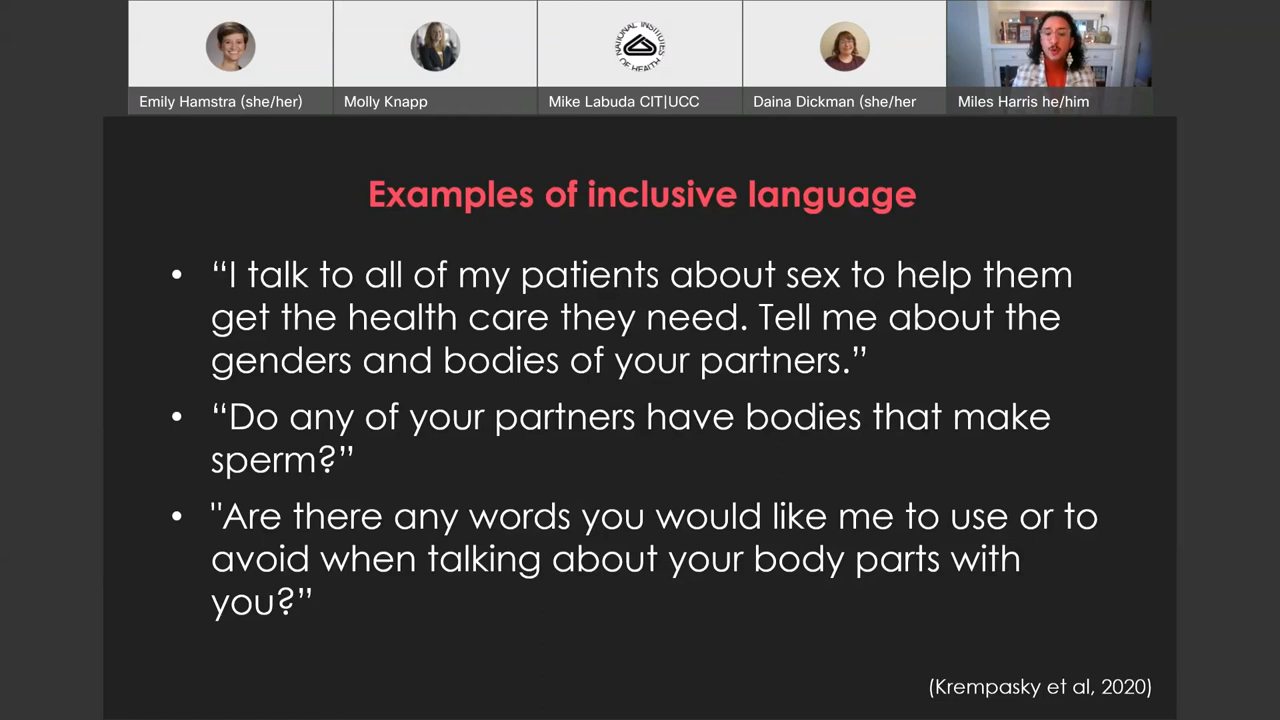 NATIONAL INSTITUTES OF HEALTH
Emily Hamstra (she/her)
Molly Knapp
Mike Labuda CIT|UCC
Daina Dickman (she/her
Miles Harris he/him
Examples of inclusive language
• “I talk to all of my patients about sex to help them
get the health care they need. Tell me about the
genders and bodies of your partners.”
• “Do any of your partners have bodies that make
sperm?”
• "Are there any words you would like me to use or to
avoid when talking about your body parts with
you?”
(Krempasky et al, 2020)